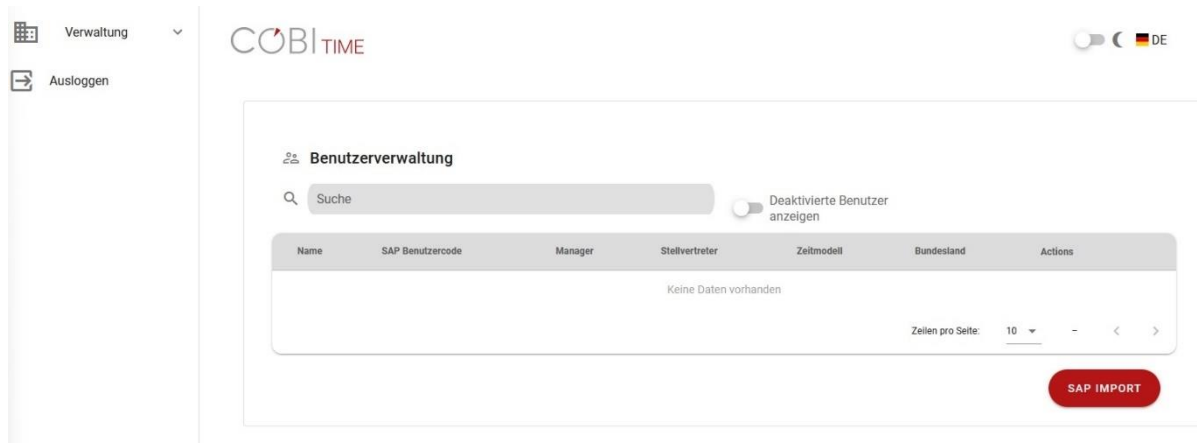 Verwaltung
Ausloggen
COBI TIME
DE
Benutzerverwaltung
Suche
Deaktivierte Benutzer
anzeigen
Name SAP Benutzercode Manager Stellvertreter Zeitmodell Bundesland Actions
Keine Daten vorhanden
Zeilen pro Seite: 10 –
SAP IMPORT